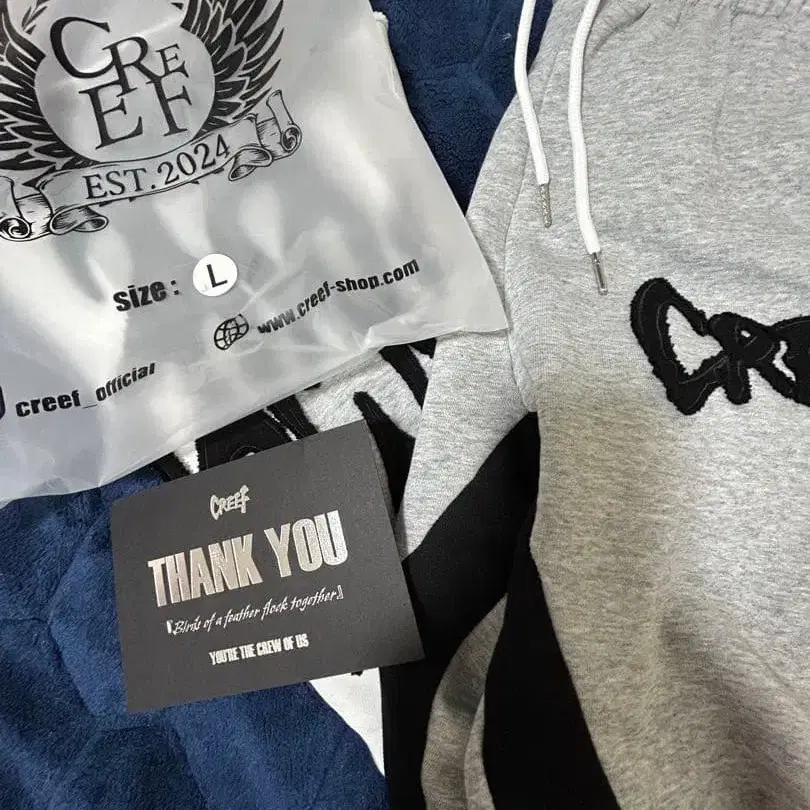 CREEF
EST.2024
size : L
www.creef-shop.com
creef_official
CREEF
THANK YOU
『Birds of a feather flock together』
YOU'RE THE CREW OF US